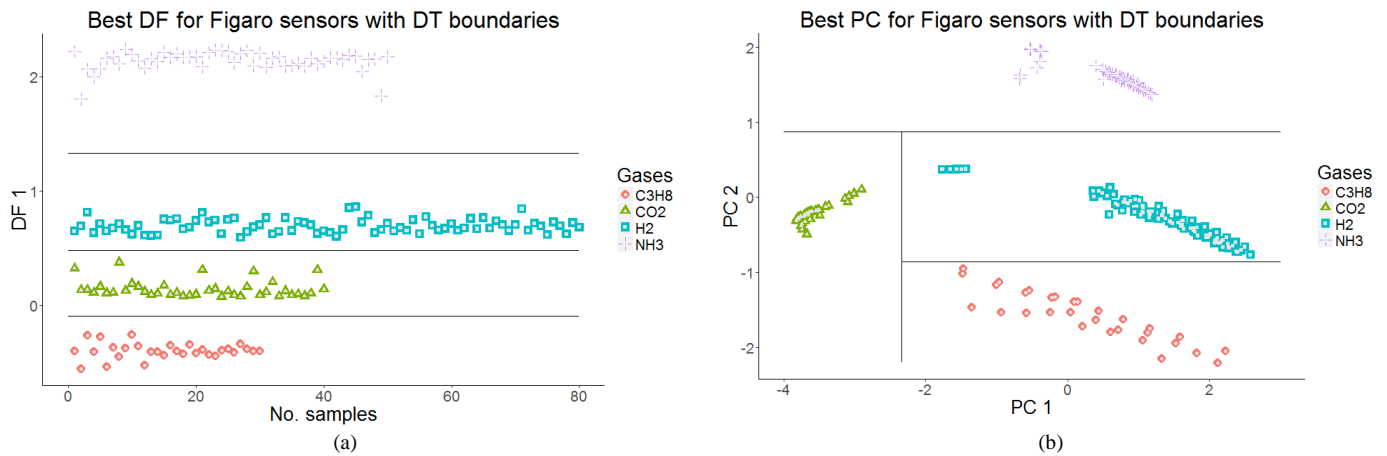 Best DF for Figaro sensors with DT boundaries
DF 1
2
1
0
0
20
40
60
80
No. samples
Gases
C3H8
CO2
H2
NH3
(a)
Best PC for Figaro sensors with DT boundaries
PC 2
2
1
0
-1
-2
-4
-2
0
2
PC 1
Gases
C3H8
CO2
H2
NH3
(b)